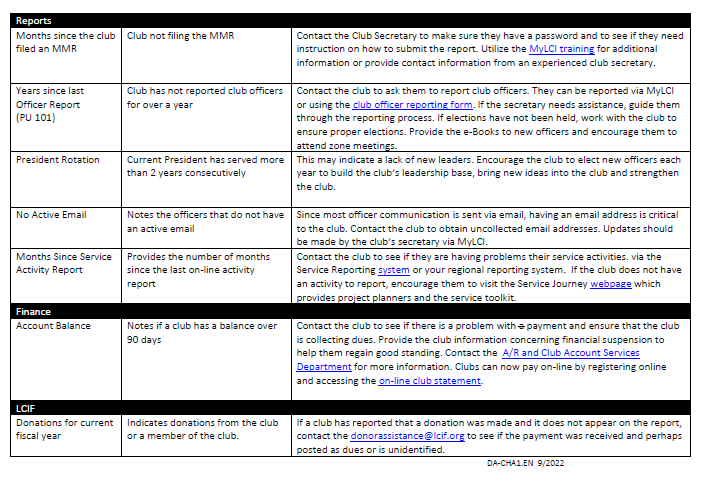 Reports
Months since the club Club not filing the MMR Contact the Club Secretary to make sure they have a password and to see if they need
filed an MMR instruction on how to submit the report. Utilize the MyLCI training for additional
information or provide contact information from an experienced club secretary.
Years since last Club has not reported club officers Contact the club to ask them to report club officers. They can be reported via MyLCI
Officer Report for over a year or using the club officer reporting form. If the secretary needs assistance, guide them
(PU 101) through the reporting process. If elections have not been held, work with the club to
ensure proper elections. Provide the e-Books to new officers and encourage them to
attend zone meetings.
President Rotation Current President has served more This may indicate a lack of new leaders. Encourage the club to elect new officers each
than 2 years consecutively year to build the club's leadership base, bring new ideas into the club and strengthen
the club.
No Active Email Notes the officers that do not have Since most officer communication is sent via email, having an email address is critical
an active email to the club. Contact the club to obtain uncollected email addresses. Updates should
be made by the club's secretary via MyLCI.
Months Since Service Provides the number of months Contact the club to see if they are having problems their service activities. via the
Activity Report since the last on-line activity Service Reporting system or your regional reporting system. If the club does not have
report an activity to report, encourage them to visit the Service Journey webpage which
provides project planners and the service toolkit.
Finance
Account Balance Notes if a club has a balance over Contact the club to see if there is a problem with a payment and ensure that the club
90 days is collecting dues. Provide the club information concerning financial suspension to
help them regain good standing. Contact the A/R and Club Account Services
Department for more information. Clubs can now pay on-line by registering online
and accessing the on-line club statement.
LCIF
Donations for current Indicates donations from the club If a club has reported that a donation was made and it does not appear on the report,
fiscal year or a member of the club. contact the donorassistance@lcif.org to see if the payment was received and perhaps
posted as dues or is unidentified.
DA-CHA1.EN 9/2022